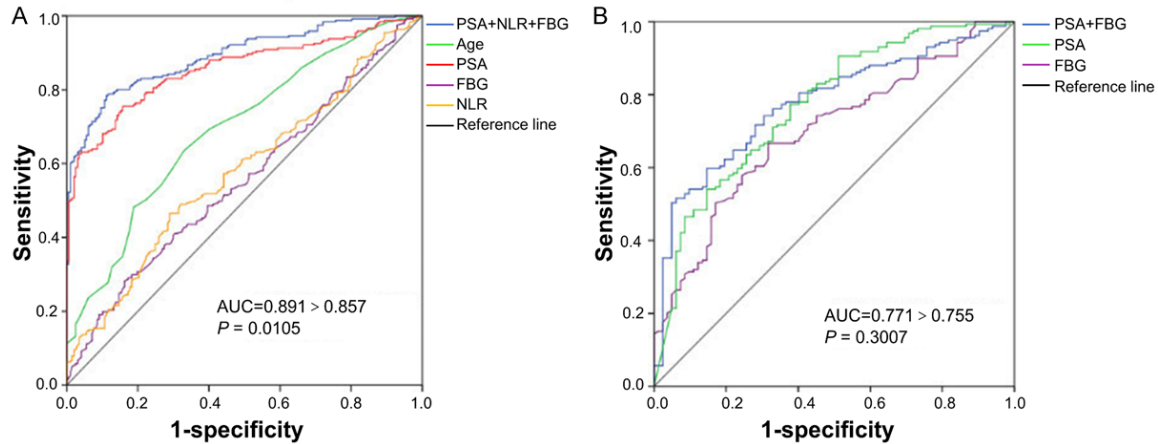 A
PSA+NLR+FBG
Age
PSA
FBG
NLR
Reference line
Sensitivity
1.0
0.8
0.6
0.4
0.2
0.0
AUC=0.891 > 0.857
P = 0.0105
0.0 0.2 0.4 0.6 0.8 1.0
1-specificity
B
PSA+FBG
PSA
FBG
Reference line
Sensitivity
1.0
0.8
0.6
0.4
0.2
0.0
AUC=0.771 > 0.755
P = 0.3007
0.0 0.2 0.4 0.6 0.8 1.0
1-specificity